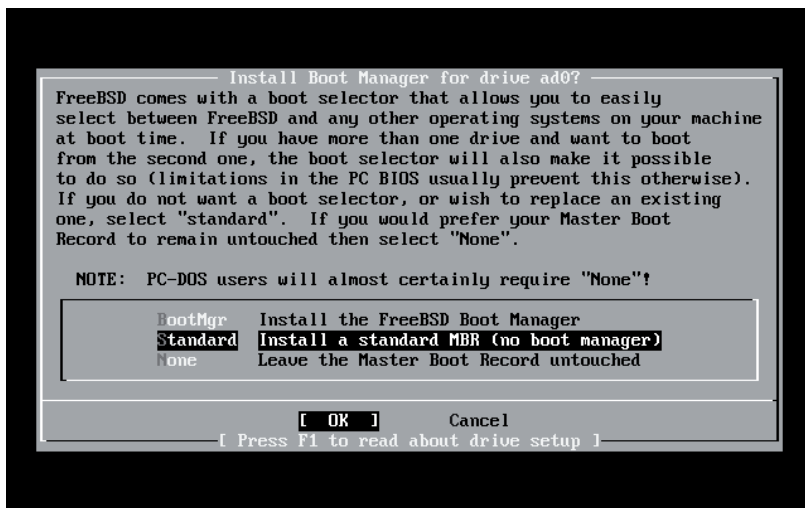 Install Boot Manager for drive ad0?
FreeBSD comes with a boot selector that allows you to easily
select between FreeBSD and any other operating systems on your machine
at boot time.  If you have more than one drive and want to boot
from the second one, the boot selector will also make it possible
to do so (limitations in the PC BIOS usually prevent this otherwise).
If you do not want a boot selector, or wish to replace an existing
one, select "standard".  If you would prefer your Master Boot
Record to remain untouched then select "None".
NOTE:  PC-DOS users will almost certainly require "None"!
BootMgr   Install the FreeBSD Boot Manager
Standard  Install a standard MBR (no boot manager)
None      Leave the Master Boot Record untouched
[  OK  ]     Cancel
[ Press F1 to read about drive setup ]